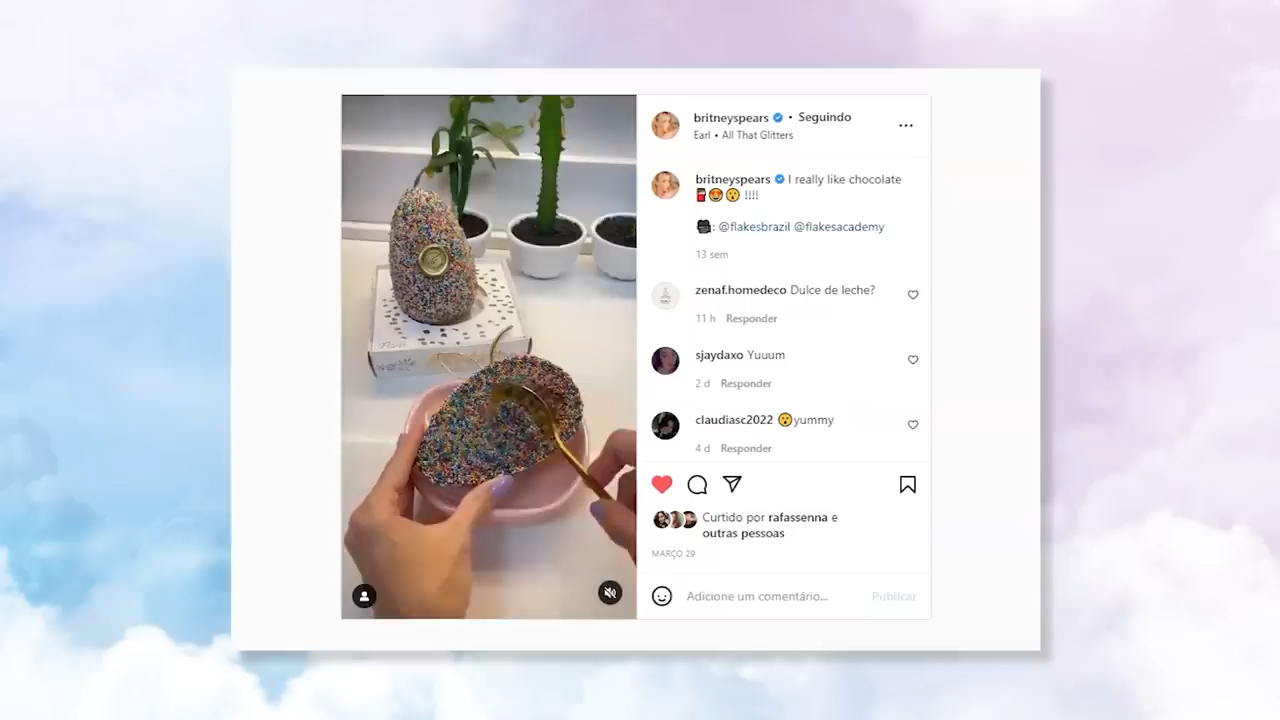 britneyspears • Seguindo
Earl • All That Glitters
britneyspears I really like chocolate
🍫😍😯 !!!!
🎥: @flakesbrazil @flakesacademy
13 sem
zenaf.homedeco Dulce de leche?
11 h Responder
sjaydaxo Yuuum
2 d Responder
claudiasc2022 😯yummy
4 d Responder
Curtido por rafassenna e
outras pessoas
MARÇO 29
Adicione um comentário... Publicar